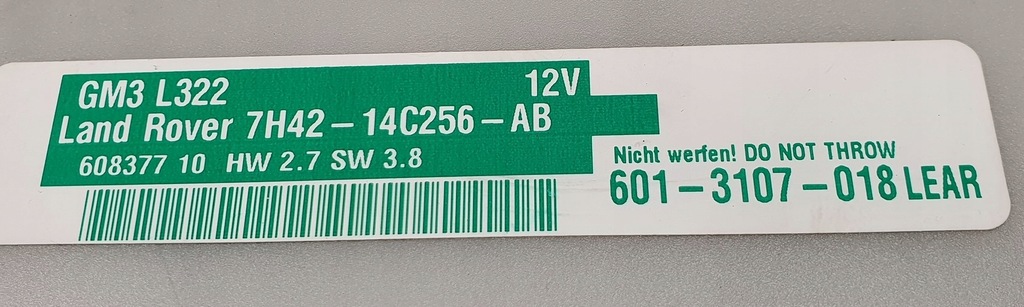 GM3 L322 12V
Land Rover 7H42-14C256-AB
608377 10 HW 2.7 SW 3.8
Nicht werfen! DO NOT THROW
601-3107-018 LEAR